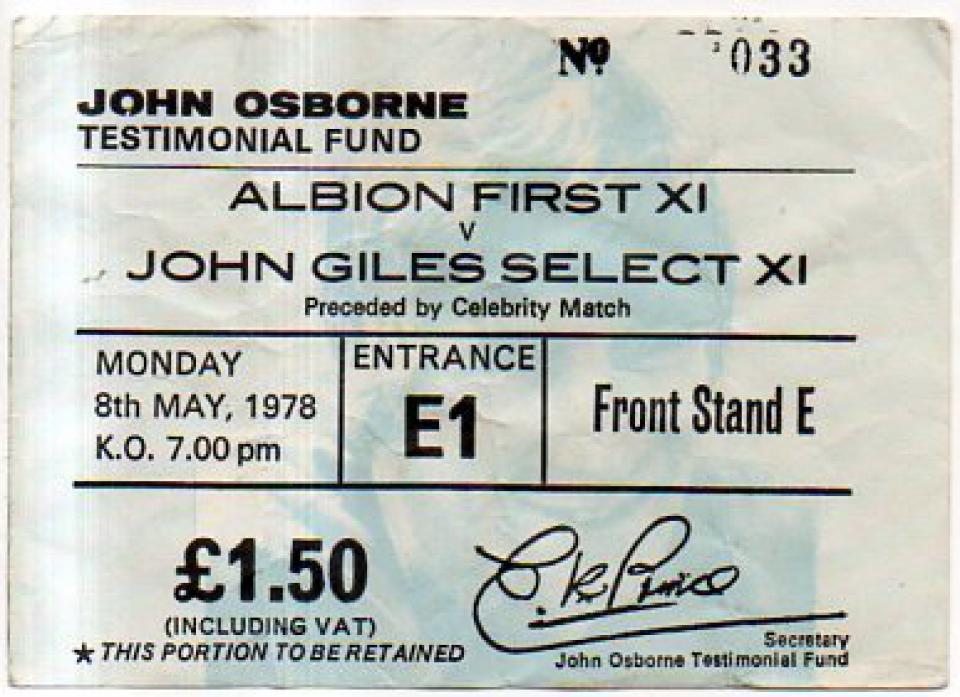 Nº 033
JOHN OSBORNE
TESTIMONIAL FUND
ALBION FIRST XI
V
JOHN GILES SELECT XI
Preceded by Celebrity Match
MONDAY
8th MAY, 1978
K.O. 7.00 pm
ENTRANCE
E1
Front Stand E
£1.50
(INCLUDING VAT)
★ THIS PORTION TO BE RETAINED
Secretary
John Osborne Testimonial Fund